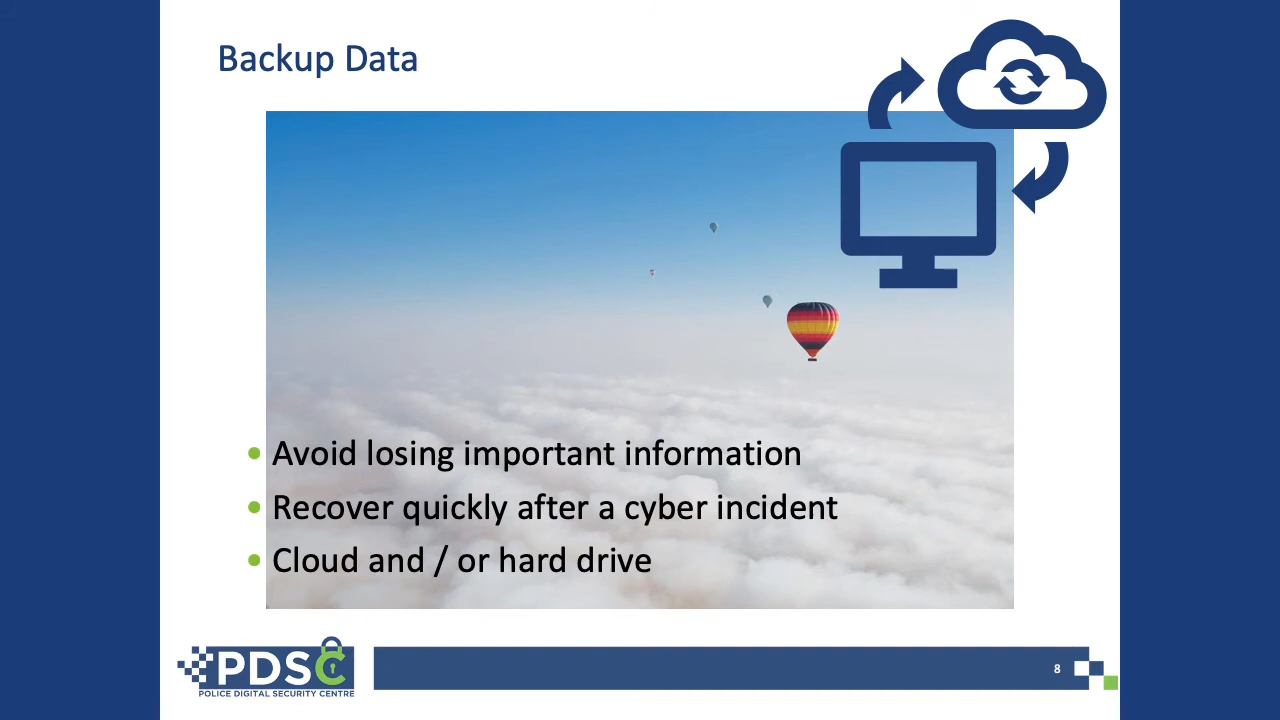 Backup Data
• Avoid losing important information
• Recover quickly after a cyber incident
• Cloud and / or hard drive
PDSC
POLICE DIGITAL SECURITY CENTRE
8